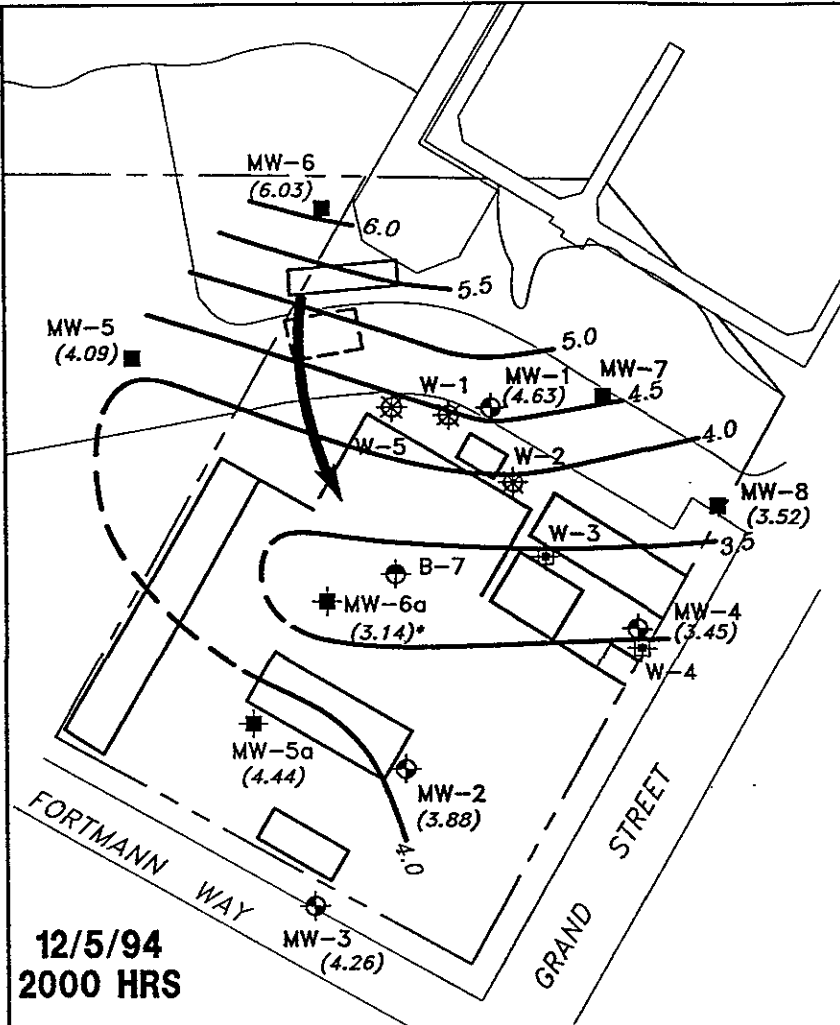 MW-6
(6.03)
6.0
5.5
MW-5
(4.09)
5.0
W-1
MW-1
(4.63)
MW-7
4.5
W-5
W-2
4.0
MW-8
(3.52)
W-3
3.5
B-7
MW-6a
(3.14)*
MW-4
(3.45)
W-4
MW-5a
(4.44)
MW-2
(3.88)
4.0
FORTMANN WAY
GRAND STREET
MW-3
(4.26)
12/5/94
2000 HRS